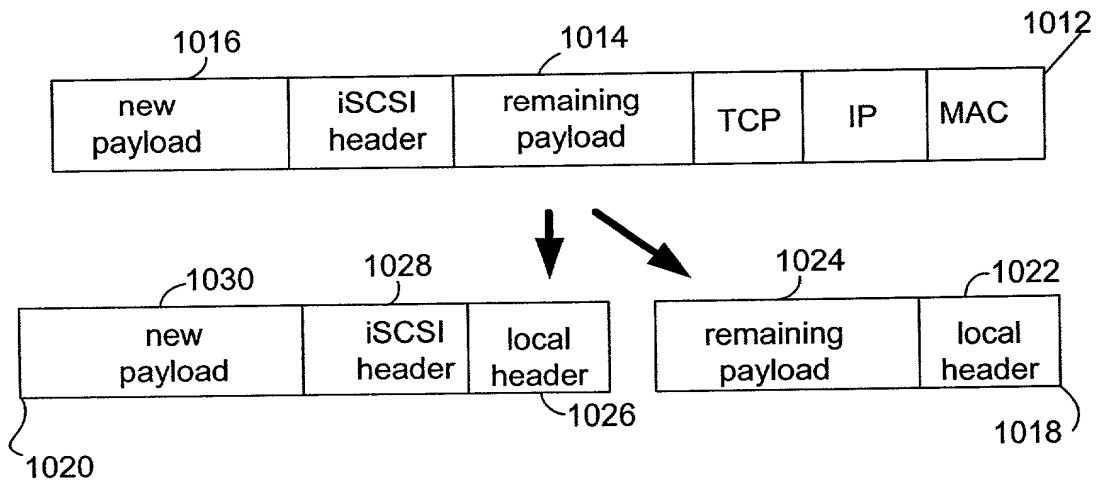 1016
1014
1012
new
payload
iSCSI
header
remaining
payload
TCP
IP
MAC
1030
1028
1024
1022
new
payload
iSCSI
header
local
header
remaining
payload
local
header
1020
1026
1018